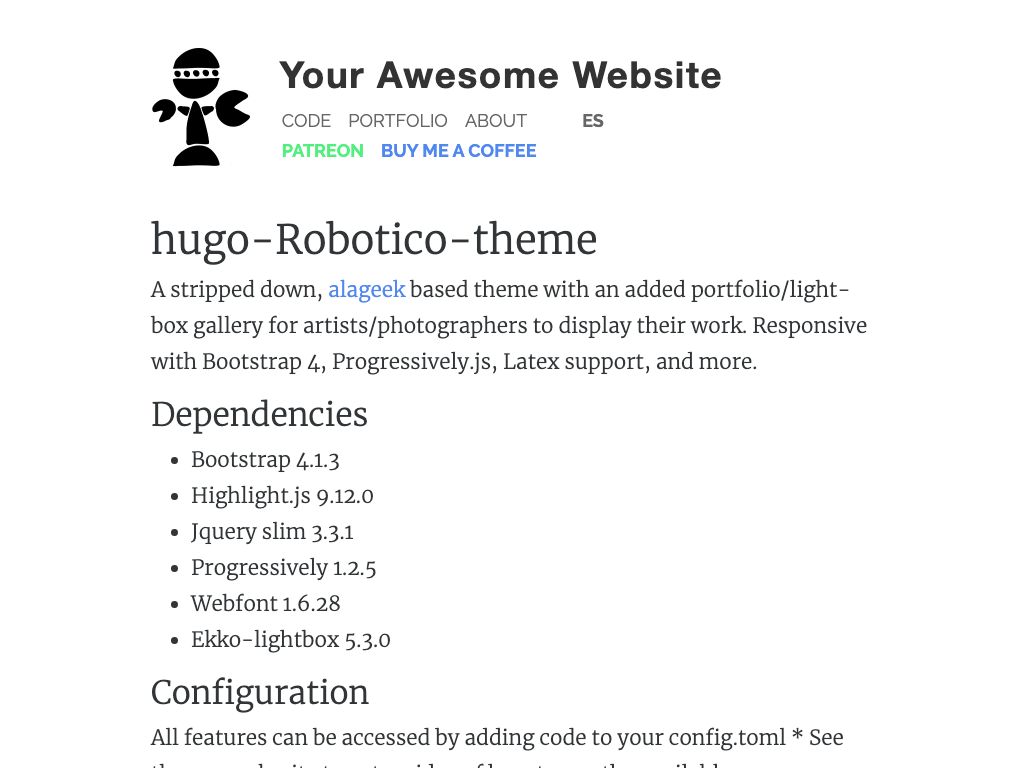 Your Awesome Website
CODE PORTFOLIO ABOUT ES
PATREON BUY ME A COFFEE
hugo-Robotico-theme
A stripped down, alageek based theme with an added portfolio/light-
box gallery for artists/photographers to display their work. Responsive
with Bootstrap 4, Progressively.js, Latex support, and more.
Dependencies
• Bootstrap 4.1.3
• Highlight.js 9.12.0
• Jquery slim 3.3.1
• Progressively 1.2.5
• Webfont 1.6.28
• Ekko-lightbox 5.3.0
Configuration
All features can be accessed by adding code to your config.toml * See